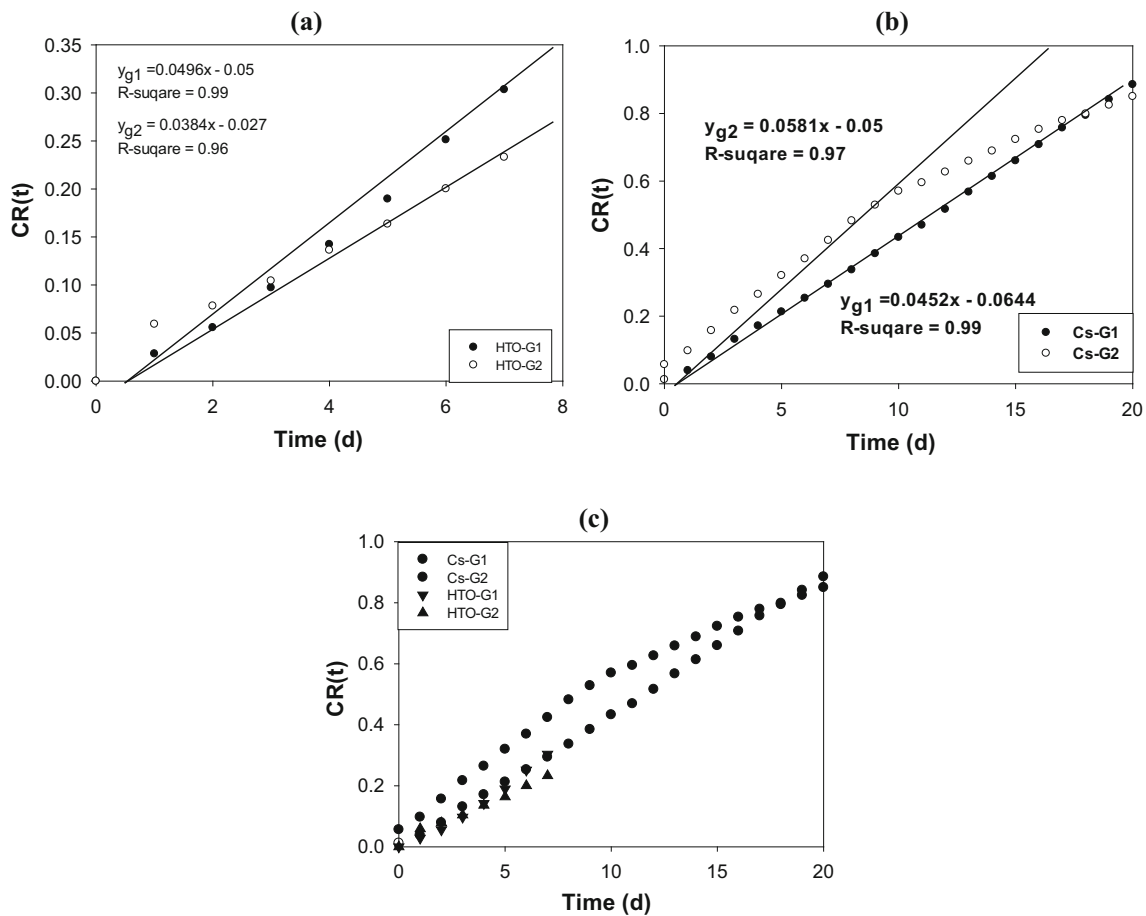 (a)
0.35
0.30
0.25
0.20
0.15
0.10
0.05
0.00
CR(t)
y_g1 =0.0496x - 0.05
R-suqare = 0.99
y_g2 =0.0384x - 0.027
R-suqare = 0.96
HTO-G1
HTO-G2
0 2 4 6 8
Time (d)
(b)
1.0
0.8
0.6
0.4
0.2
0.0
CR(t)
y_g2 = 0.0581x - 0.05
R-suqare = 0.97
y_g1 =0.0452x - 0.0644
R-suqare = 0.99
Cs-G1
Cs-G2
0 5 10 15 20
Time (d)
(c)
1.0
0.8
0.6
0.4
0.2
0.0
CR(t)
Cs-G1
Cs-G2
HTO-G1
HTO-G2
0 5 10 15 20
Time (d)